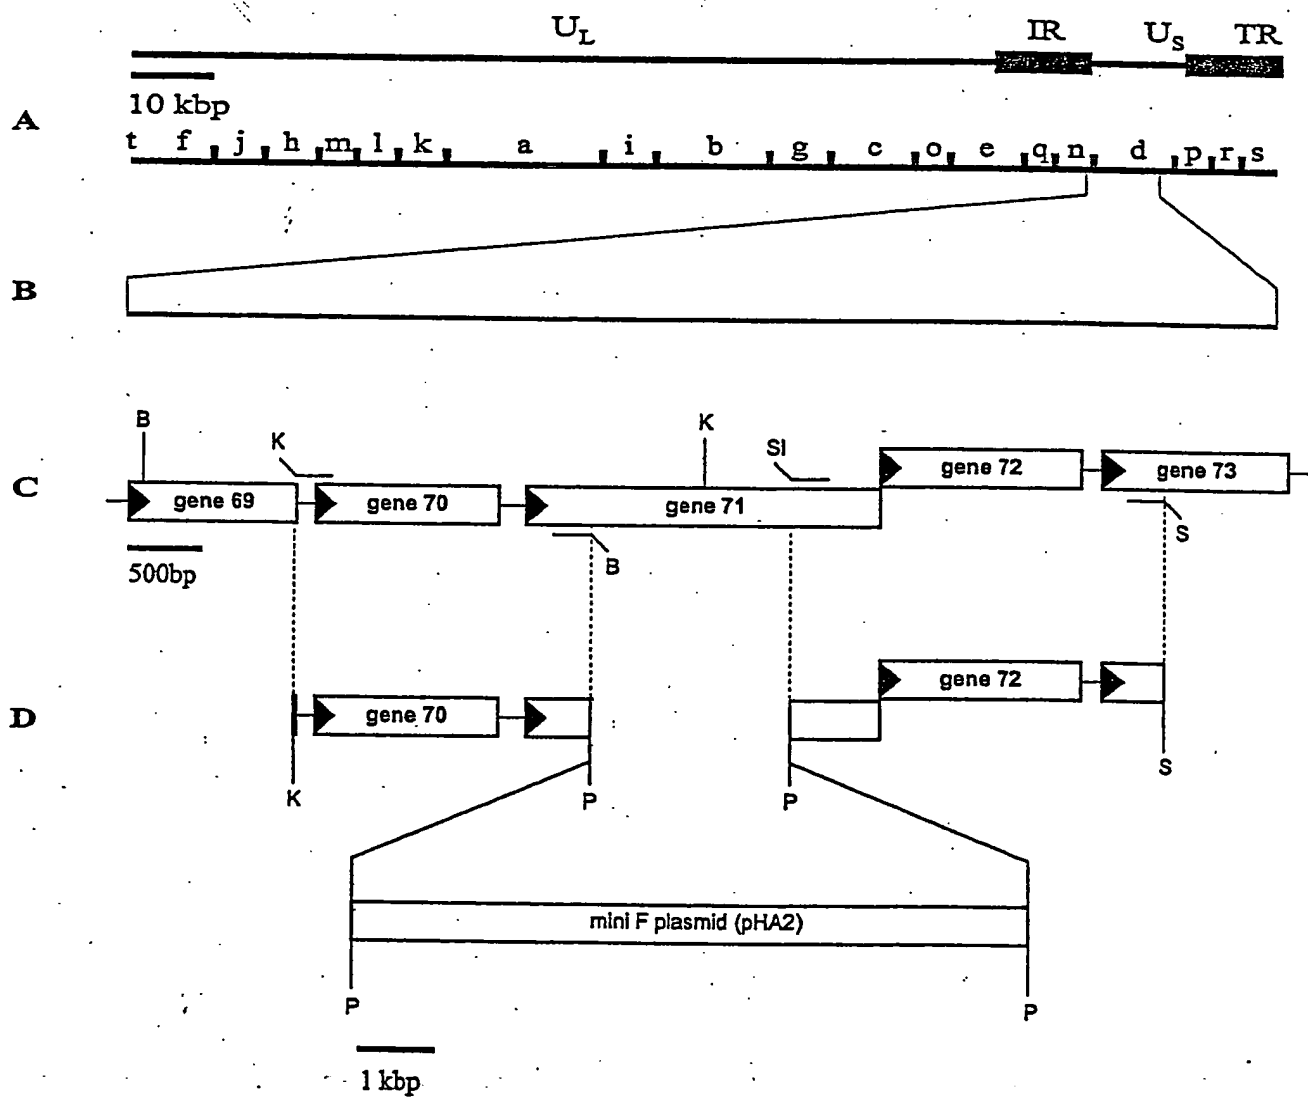 U_L IR U_S TR
10 kbp
A
t f j h m l k a i b g c o e q n d p r s
B
B K K SI
C gene 69 gene 70 gene 71 gene 72 gene 73
500bp B S
D gene 70 gene 72
K P P S
mini F plasmid (pHA2)
P P
1 kbp